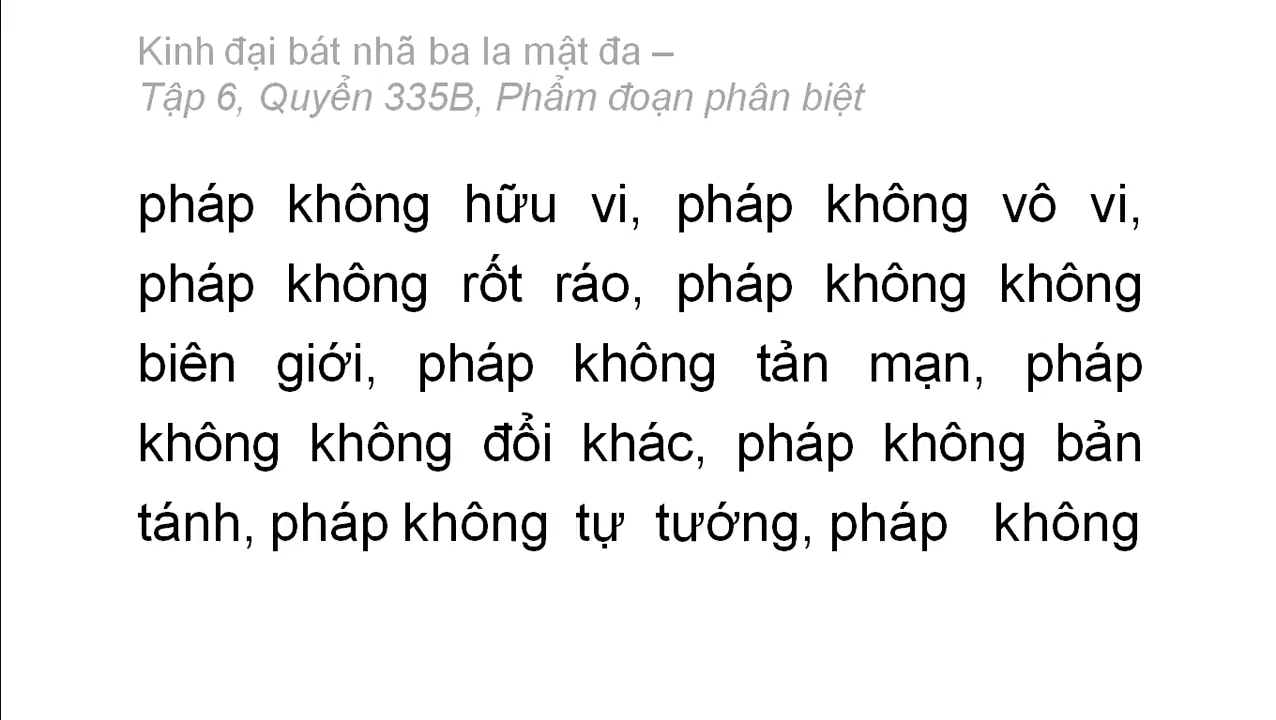 Kinh đại bát nhã ba la mật đa –
Tập 6, Quyển 335B, Phẩm đoạn phân biệt
pháp không hữu vi, pháp không vô vi,
pháp không rốt ráo, pháp không không
biên giới, pháp không tản mạn, pháp
không không đổi khác, pháp không bản
tánh, pháp không tự tướng, pháp không